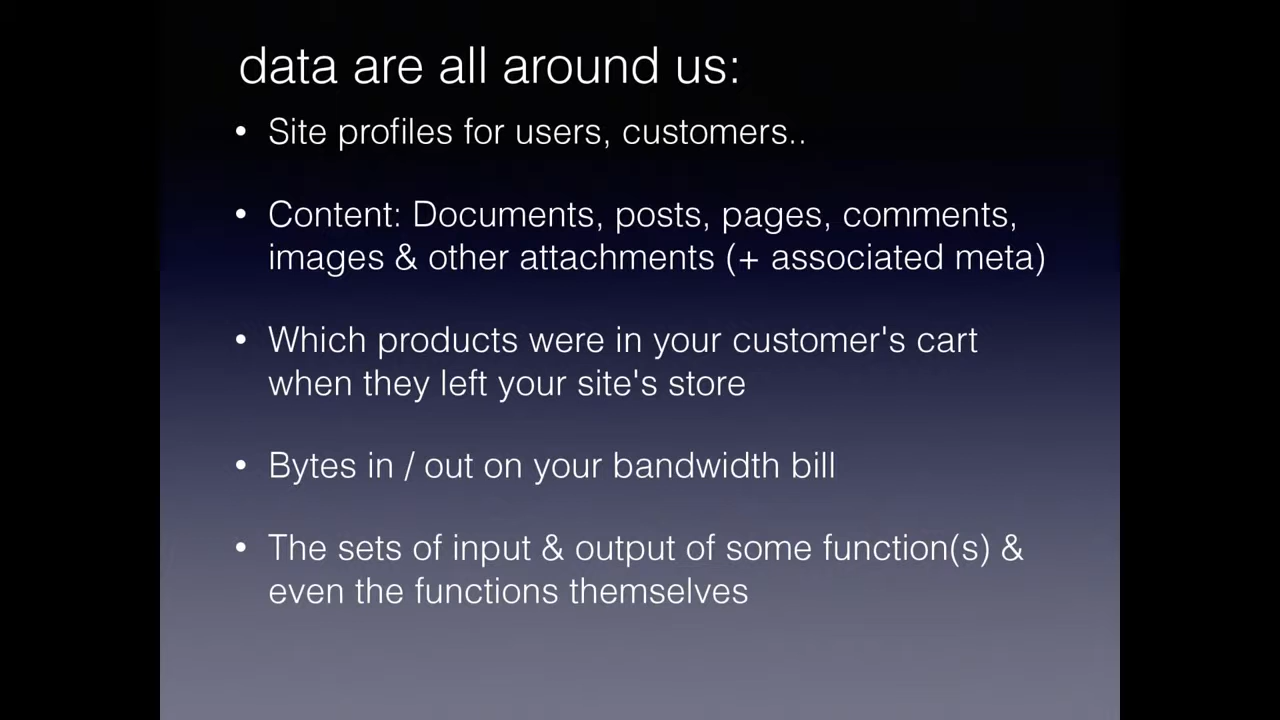 data are all around us:
• Site profiles for users, customers..
• Content: Documents, posts, pages, comments,
images & other attachments (+ associated meta)
• Which products were in your customer's cart
when they left your site's store
• Bytes in / out on your bandwidth bill
• The sets of input & output of some function(s) &
even the functions themselves